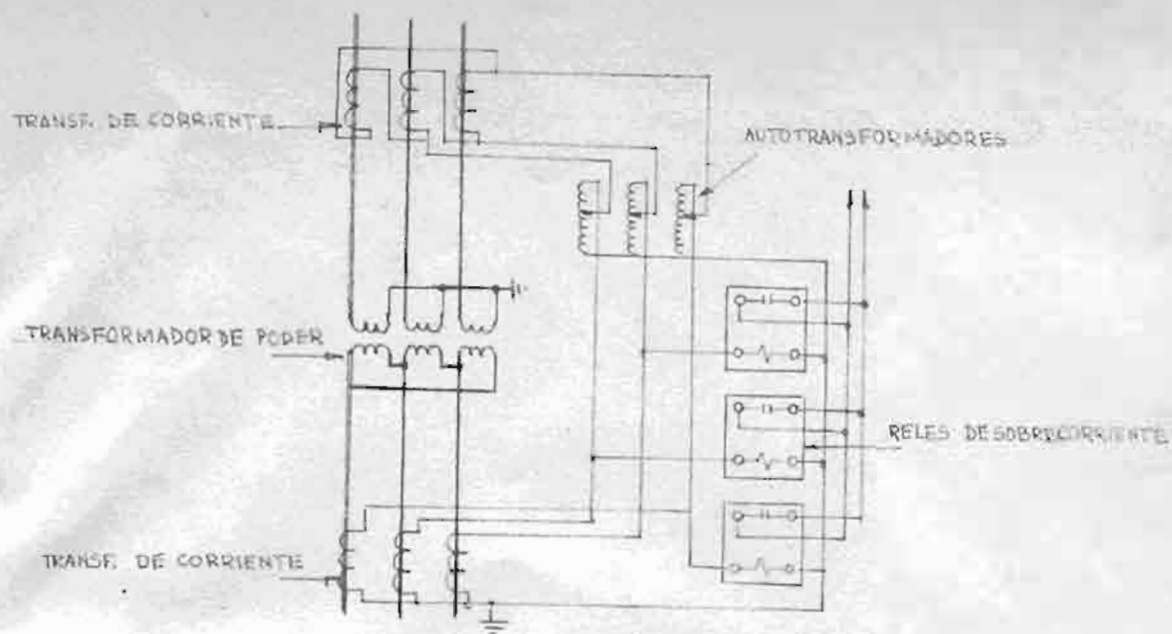 TRANSF. DE CORRIENTE
AUTOTRANSFORMADORES
TRANSFORMADOR DE PODER
RELES DE SOBRECORRIENTE
TRANSF. DE CORRIENTE